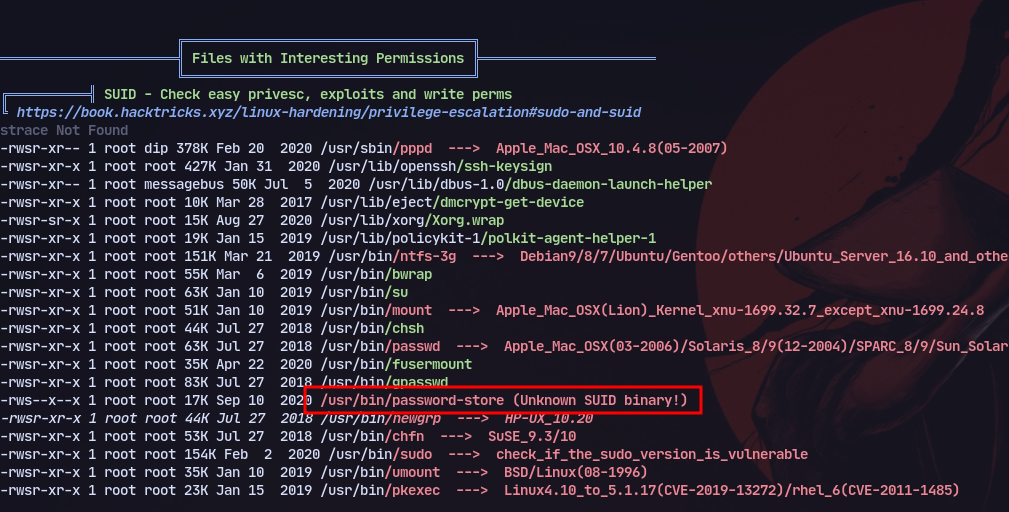 Files with Interesting Permissions
SUID - Check easy privesc, exploits and write perms
https://book.hacktricks.xyz/linux-hardening/privilege-escalation#sudo-and-suid
strace Not Found
-rwsr-xr-- 1 root dip 378K Feb 20  2020 /usr/sbin/pppd  --->  Apple_Mac_OSX_10.4.8(05-2007)
-rwsr-xr-x 1 root root 427K Jan 31  2020 /usr/lib/openssh/ssh-keysign
-rwsr-xr-- 1 root messagebus 50K Jul  5  2020 /usr/lib/dbus-1.0/dbus-daemon-launch-helper
-rwsr-xr-x 1 root root 10K Mar 28  2017 /usr/lib/eject/dmcrypt-get-device
-rwsr-sr-x 1 root root 15K Aug 27  2020 /usr/lib/xorg/Xorg.wrap
-rwsr-xr-x 1 root root 19K Jan 15  2019 /usr/lib/policykit-1/polkit-agent-helper-1
-rwsr-xr-x 1 root root 151K Mar 21  2019 /usr/bin/ntfs-3g  --->  Debian9/8/7/Ubuntu/Gentoo/others/Ubuntu_Server_16.10_and_othe
-rwsr-xr-x 1 root root 55K Mar  6  2019 /usr/bin/bwrap
-rwsr-xr-x 1 root root 63K Jan 10  2019 /usr/bin/su
-rwsr-xr-x 1 root root 51K Jan 10  2019 /usr/bin/mount  --->  Apple_Mac_OSX(Lion)_Kernel_xnu-1699.32.7_except_xnu-1699.24.8
-rwsr-xr-x 1 root root 44K Jul 27  2018 /usr/bin/chsh
-rwsr-xr-x 1 root root 63K Jul 27  2018 /usr/bin/passwd  --->  Apple_Mac_OSX(03-2006)/Solaris_8/9(12-2004)/SPARC_8/9/Sun_Solar
-rwsr-xr-x 1 root root 35K Apr 22  2020 /usr/bin/fusermount
-rwsr-xr-x 1 root root 83K Jul 27  2018 /usr/bin/gpasswd
-rws--x--x 1 root root 17K Sep 10  2020 /usr/bin/password-store (Unknown SUID binary!)
-rwsr-xr-x 1 root root 44K Jul 27  2018 /usr/bin/newgrp  --->  HP-UX_10.20
-rwsr-xr-x 1 root root 53K Jul 27  2018 /usr/bin/chfn  --->  SuSE_9.3/10
-rwsr-xr-x 1 root root 154K Feb  2  2020 /usr/bin/sudo  --->  check_if_the_sudo_version_is_vulnerable
-rwsr-xr-x 1 root root 35K Jan 10  2019 /usr/bin/umount  --->  BSD/Linux(08-1996)
-rwsr-xr-x 1 root root 23K Jan 15  2019 /usr/bin/pkexec  --->  Linux4.10_to_5.1.17(CVE-2019-13272)/rhel_6(CVE-2011-1485)